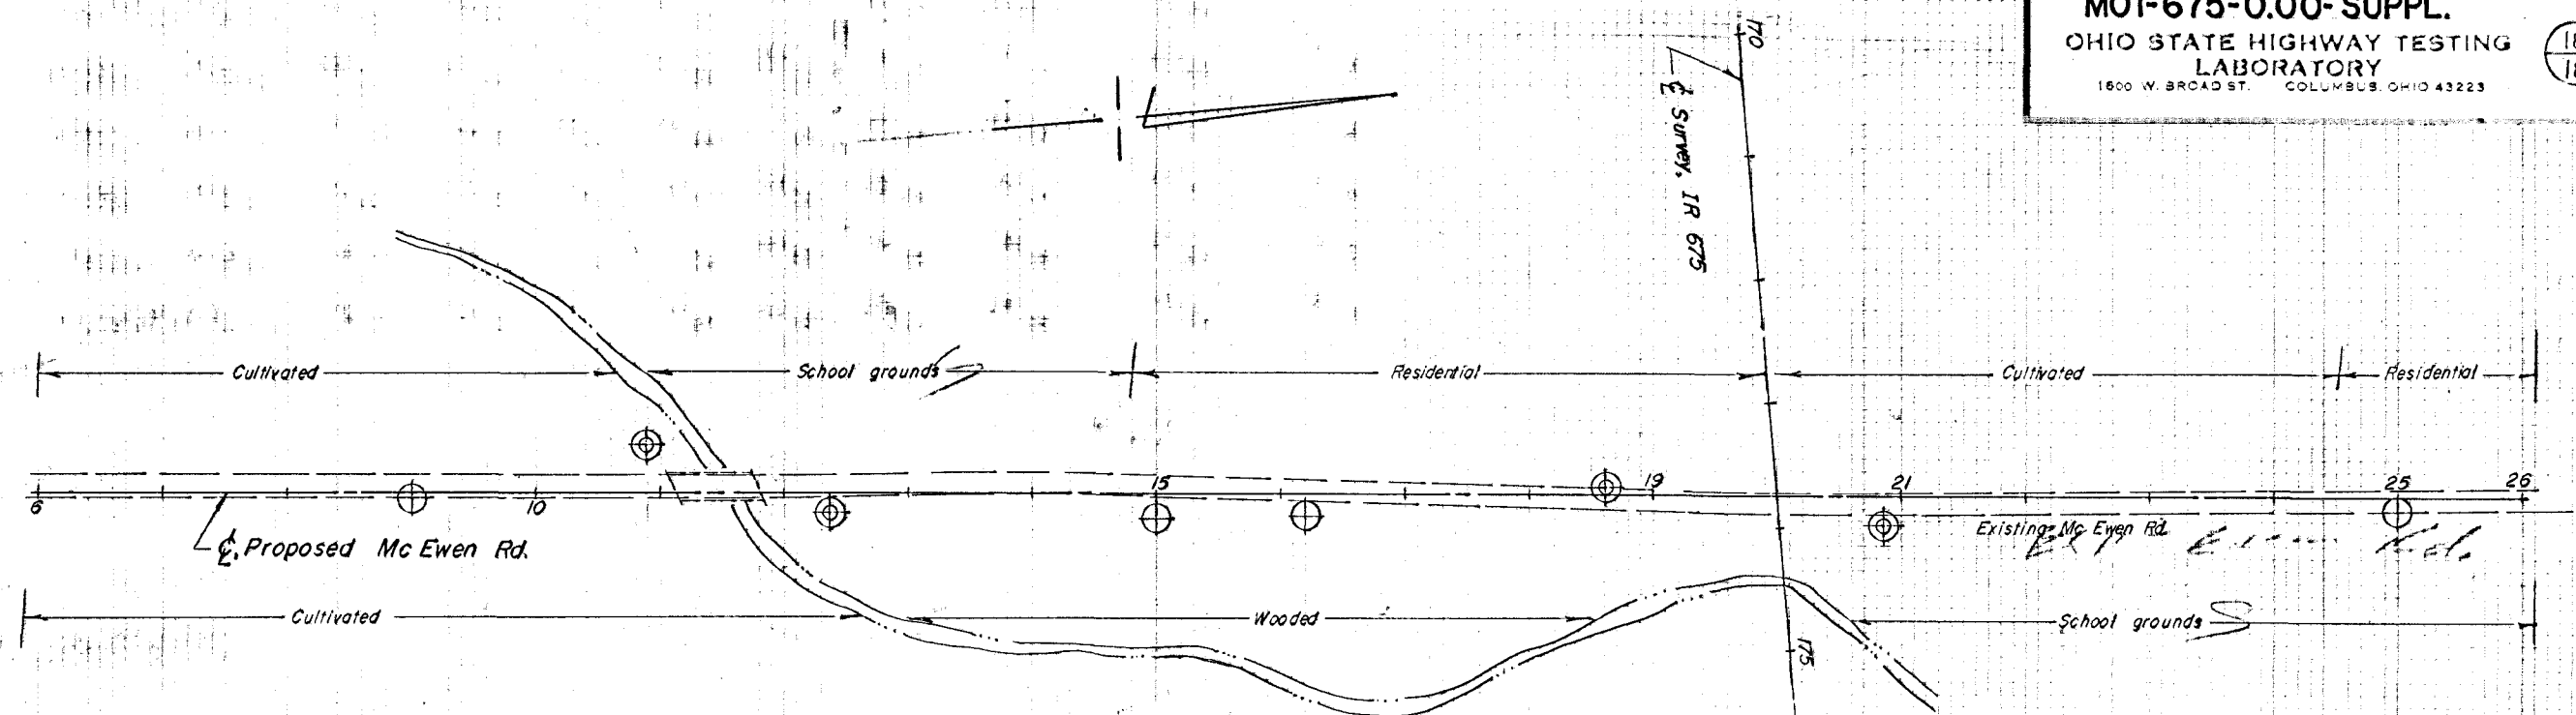 MOT-675-0.00-SUPPL.
OHIO STATE HIGHWAY TESTING
LABORATORY
1600 W. BROAD ST. COLUMBUS, OHIO 43223
170
℄ Survey, IR 675
Cultivated School grounds Residential Cultivated Residential
6 10 15 19 21 25 26
℄ Proposed Mc Ewen Rd.
Existing Mc Ewen Rd.
Cultivated Wooded School grounds
175